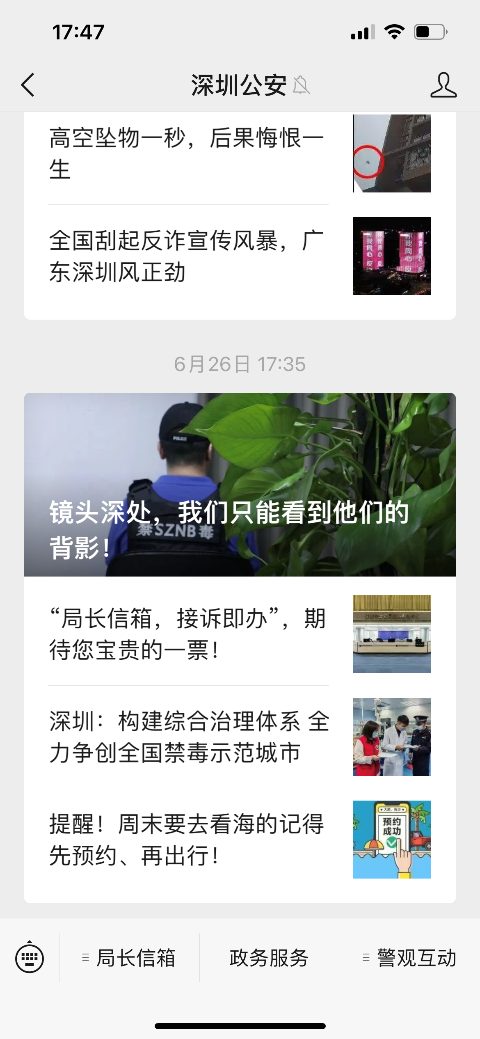 17:47
深圳公安
高空坠物一秒，后果悔恨一
生
全国刮起反诈宣传风暴，广
东深圳风正劲
6月26日 17:35
POLICE
禁SZNB毒
镜头深处，我们只能看到他们的
背影！
“局长信箱，接诉即办”，期
待您宝贵的一票！
深圳：构建综合治理体系 全
力争创全国禁毒示范城市
提醒！周末要去看海的记得
先预约、再出行！
预约
成功
局长信箱
政务服务
警观互动